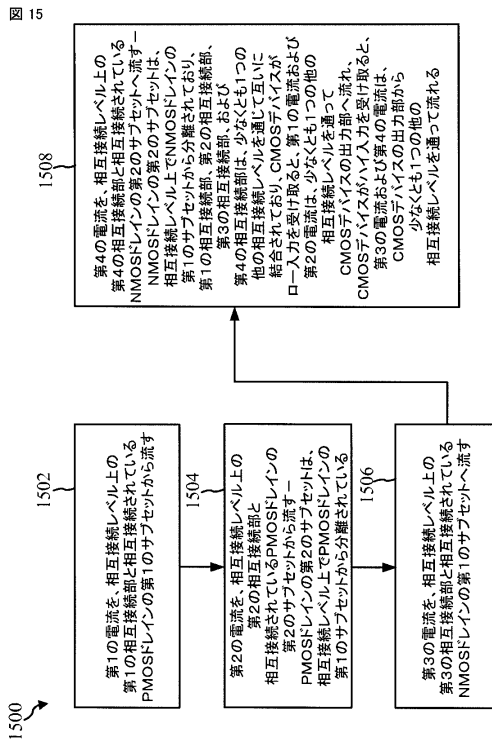 図 15
1500
1502
第1の電流を、相互接続レベル上の
第1の相互接続部と相互接続されている
PMOSドレインの第1のサブセットから流す
1504
第2の電流を、相互接続レベル上の
第2の相互接続部と
相互接続されているPMOSドレインの
第2のサブセットから流す－
PMOSドレインの第2のサブセットは、
相互接続レベル上でPMOSドレインの
第1のサブセットから分離されている
1506
第3の電流を、相互接続レベル上の
第3の相互接続部と相互接続されている
NMOSドレインの第1のサブセットへ流す
1508
第4の電流を、相互接続レベル上の
第4の相互接続部と相互接続されている
NMOSドレインの第2のサブセットへ流す－
NMOSドレインの第2のサブセットは、
相互接続レベル上でNMOSドレインの
第1のサブセットから分離されており、
第1の相互接続部、第2の相互接続部、
第3の相互接続部、および
第4の相互接続部は、少なくとも1つの
他の相互接続レベルを通じて互いに
結合されており、CMOSデバイスが
ロー入力を受け取ると、第1の電流および
第2の電流は、少なくとも1つの他の
相互接続レベルを通って
CMOSデバイスの出力部へ流れ、
CMOSデバイスがハイ入力を受け取ると、
第3の電流および第4の電流は、
CMOSデバイスの出力部から
少なくとも1つの他の
相互接続レベルを通って流れる